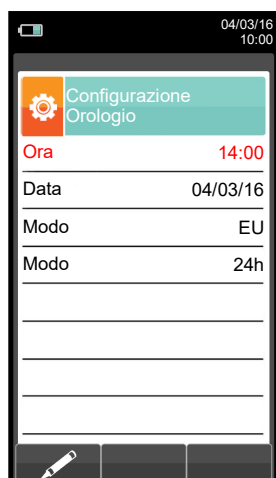 04/03/16
10:00
Configurazione
Orologio
Ora 14:00
Data 04/03/16
Modo EU
Modo 24h